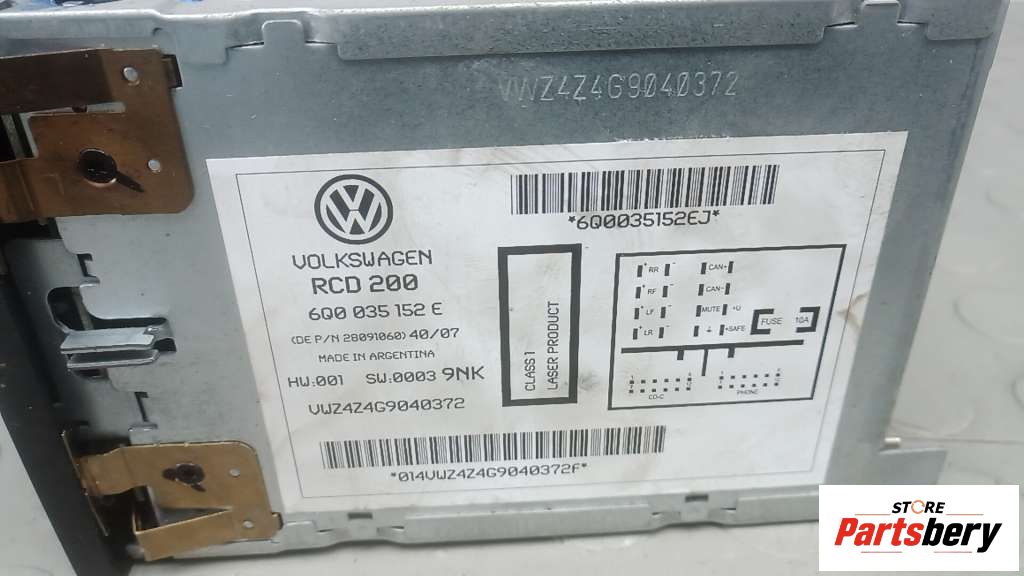 VWZ4Z4G9040372
VOLKSWAGEN
RCD 200
6Q0 035 152 E
(DE P/N 28091060) 40/07
MADE IN ARGENTINA
HW:001 SW:0003 9NK
VWZ4Z4G9040372
*014VWZ4Z4G9040372F*
*6Q0035152EJ*
CLASS 1
LASER PRODUCT
+ RR - CAN+
+ RF - CAN-
+ LF - MUTE +U
+ LR - +SAFE
FUSE 10A
CD-C PHONE
STORE
Partsbery